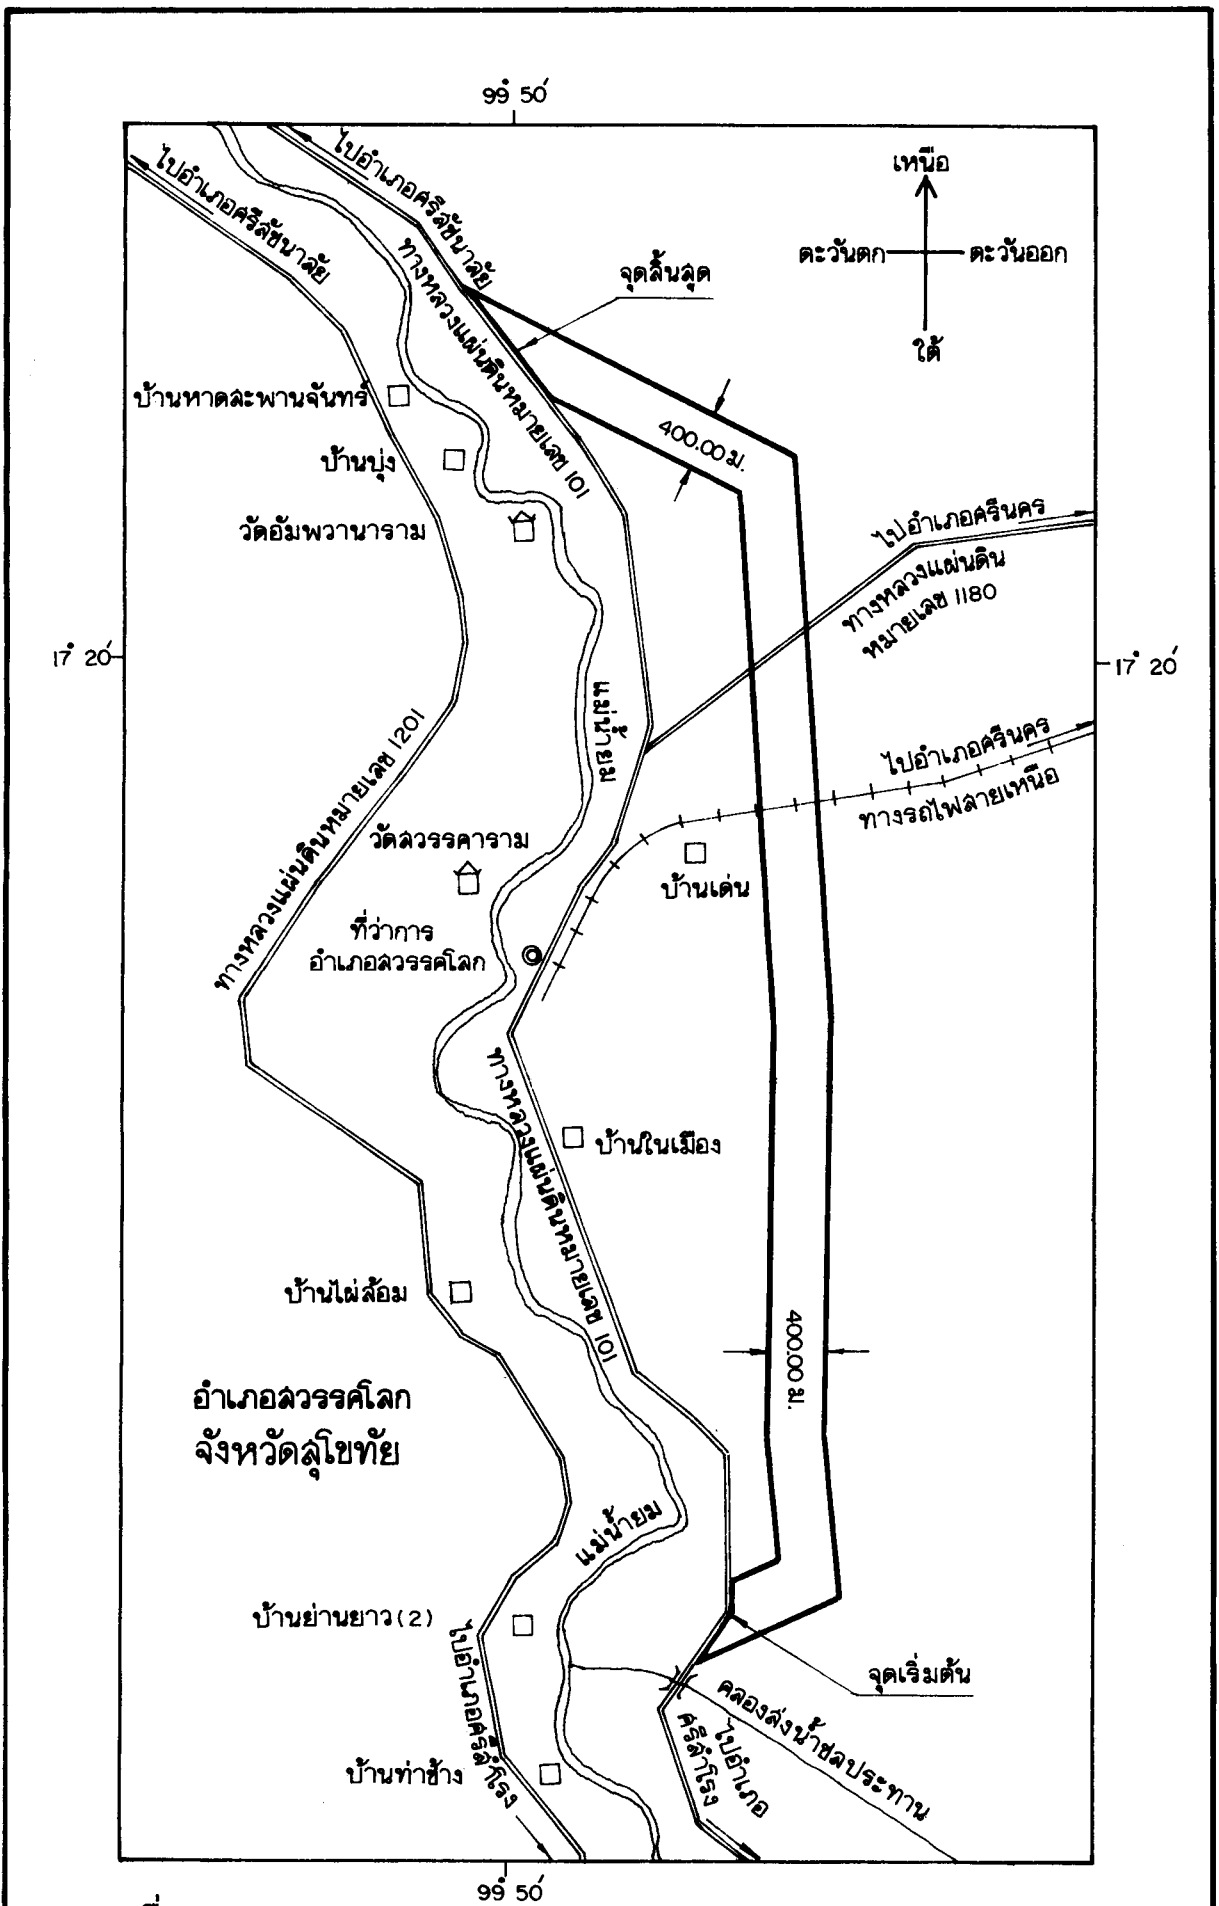 99° 50′
ไปอำเภอศรีสัชนาลัย
ไปอำเภอศรีสัชนาลัย
เหนือ
ตะวันตก
ตะวันออก
ใต้
จุดสิ้นสุด
ทางหลวงแผ่นดินหมายเลข 101
บ้านหาดสะพานจันทร์
400.00 ม.
บ้านบุ่ง
วัดอัมพวานาราม
ไปอำเภอศรีนคร
ทางหลวงแผ่นดิน
หมายเลข 1180
17° 20′
17° 20′
แม่น้ำยม
ทางหลวงแผ่นดินหมายเลข 1201
ไปอำเภอศรีนคร
ทางรถไฟสายเหนือ
วัดสวรรคาราม
บ้านเด่น
ที่ว่าการ
อำเภอสวรรคโลก
ทางหลวงแผ่นดินหมายเลข 101
บ้านในเมือง
บ้านไผ่ล้อม
400.00 ม.
อำเภอสวรรคโลก
จังหวัดสุโขทัย
แม่น้ำยม
บ้านย่านยาว (2)
ไปอำเภอศรีสำโรง
จุดเริ่มต้น
คลองส่งน้ำชลประทาน
ไปอำเภอ
ศรีสำโรง
บ้านท่าช้าง
99° 50′